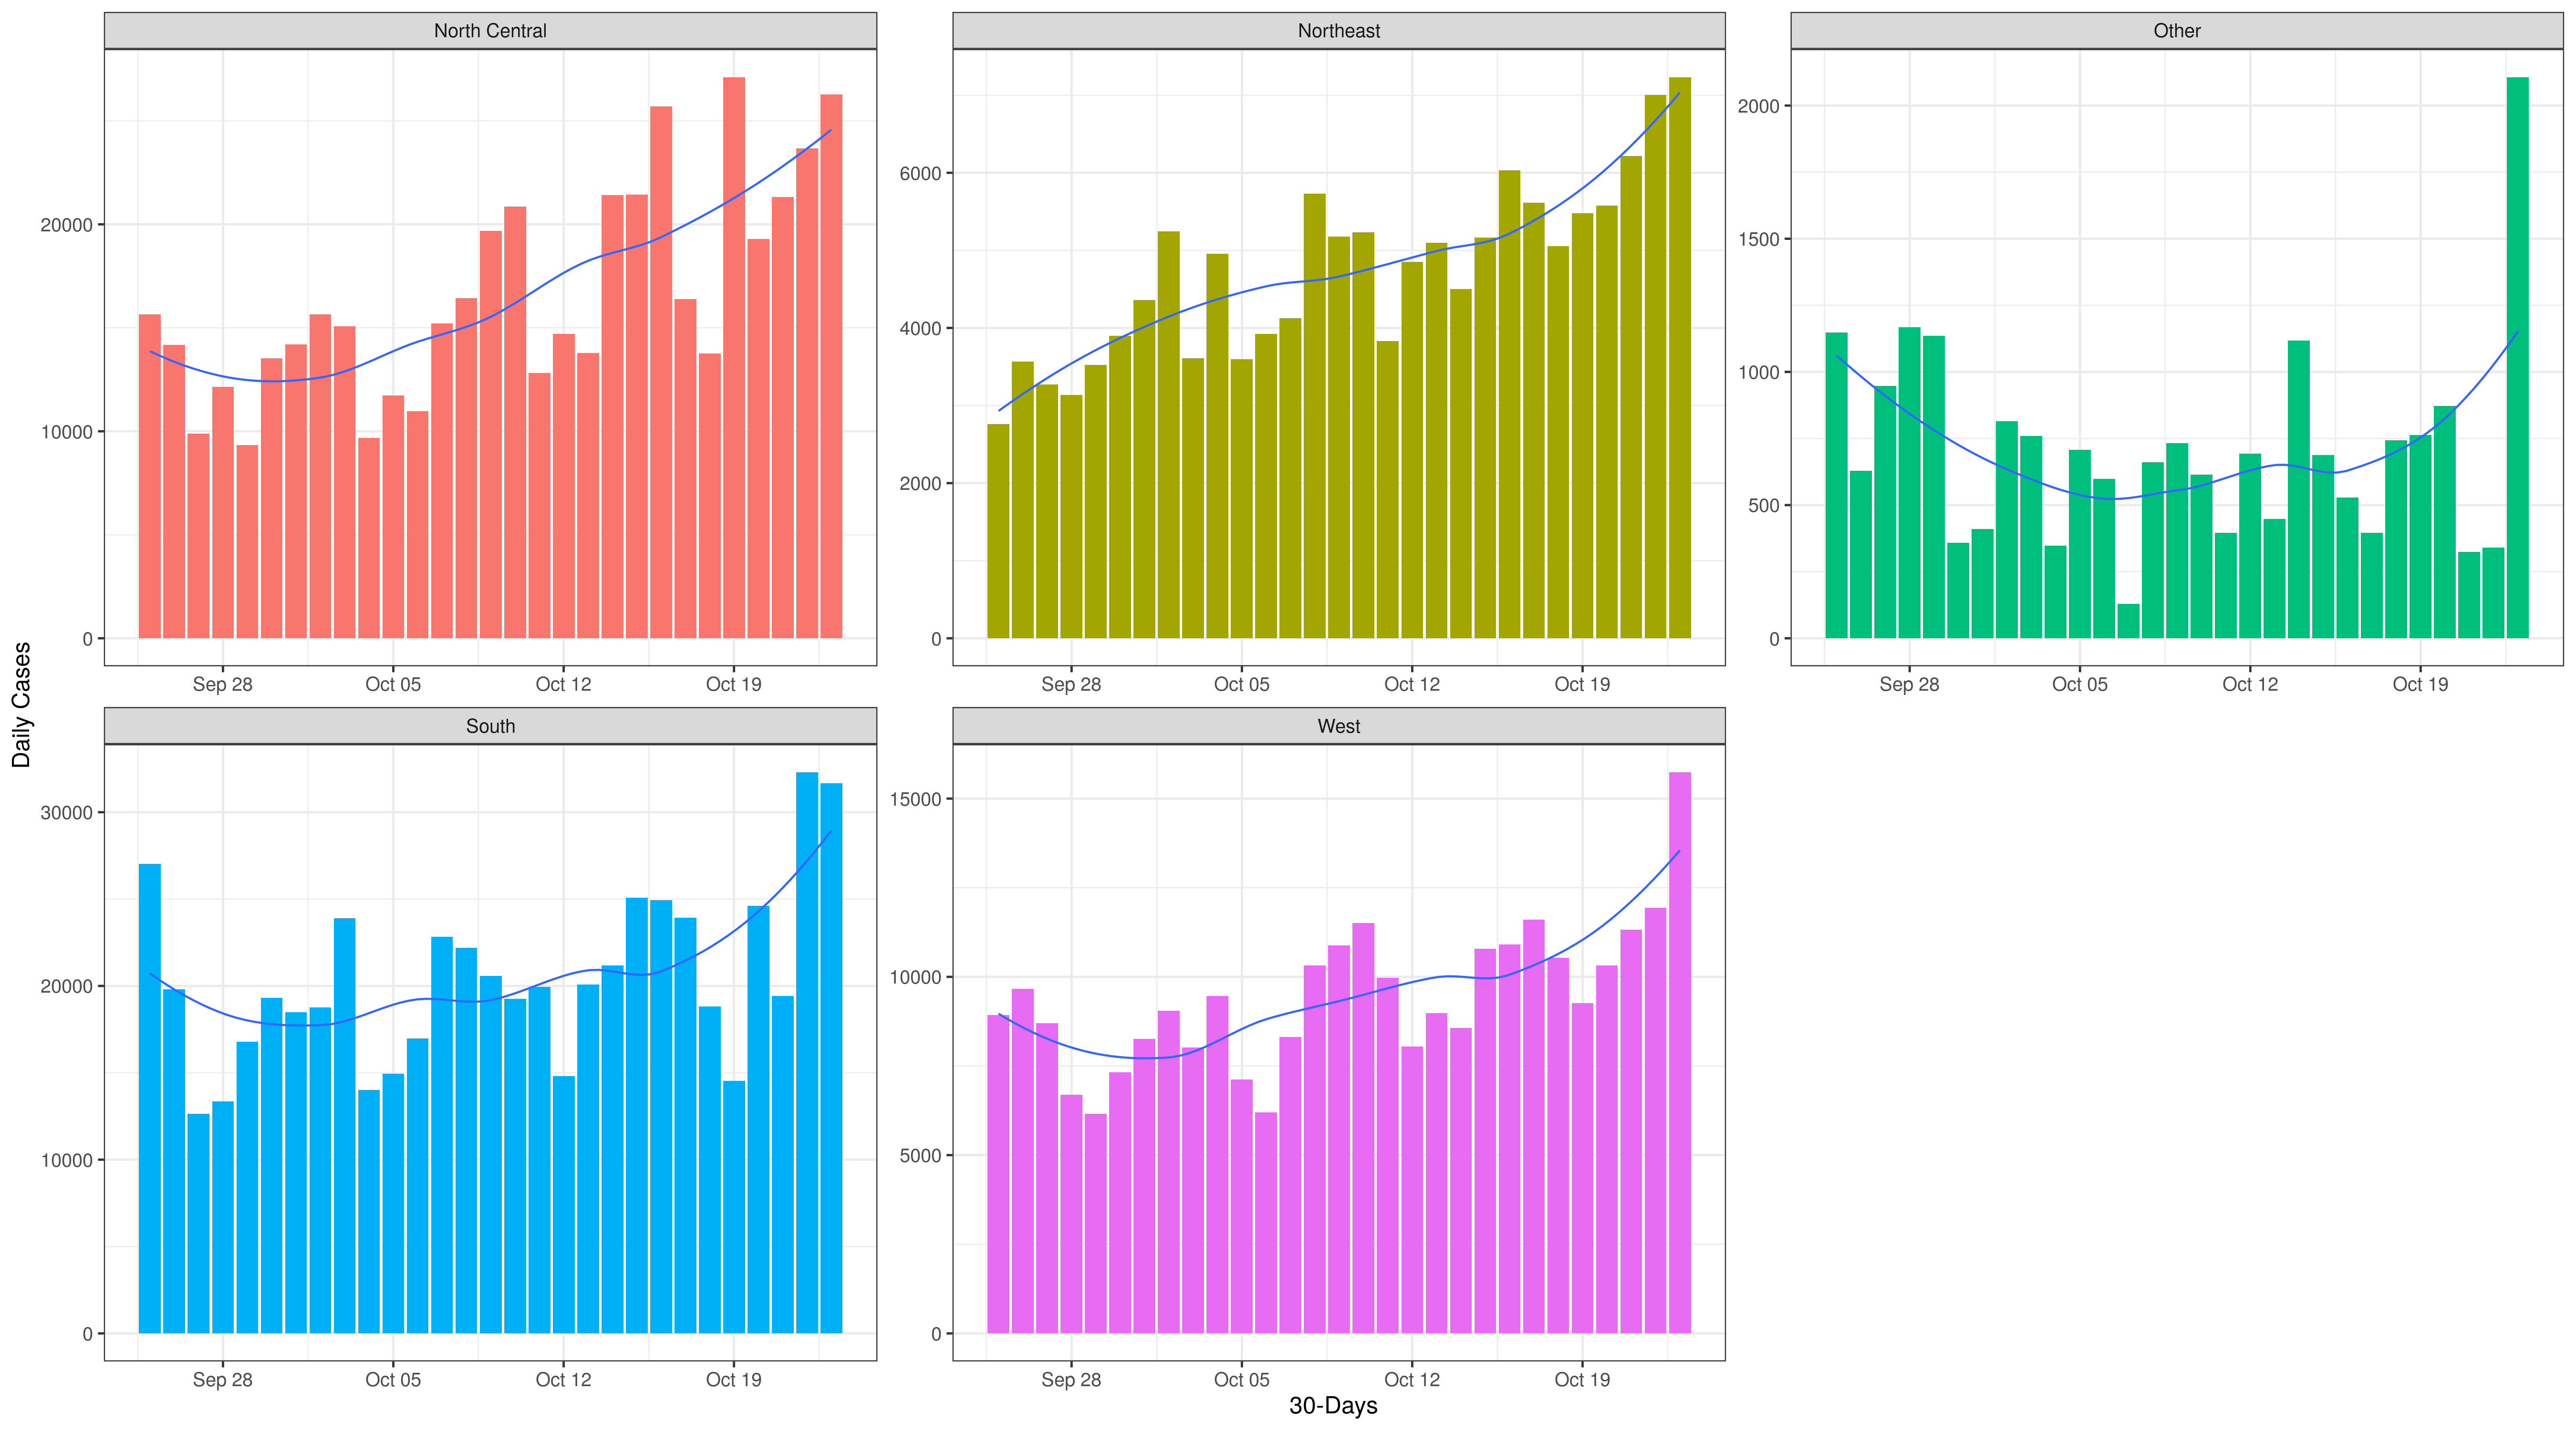 North Central
Northeast
Other
20000
10000
0
6000
4000
2000
0
2000
1500
1000
500
0
Sep 28 Oct 05 Oct 12 Oct 19
Sep 28 Oct 05 Oct 12 Oct 19
Sep 28 Oct 05 Oct 12 Oct 19
Daily Cases
South
West
30000
20000
10000
0
15000
10000
5000
0
Sep 28 Oct 05 Oct 12 Oct 19
Sep 28 Oct 05 Oct 12 Oct 19
30-Days